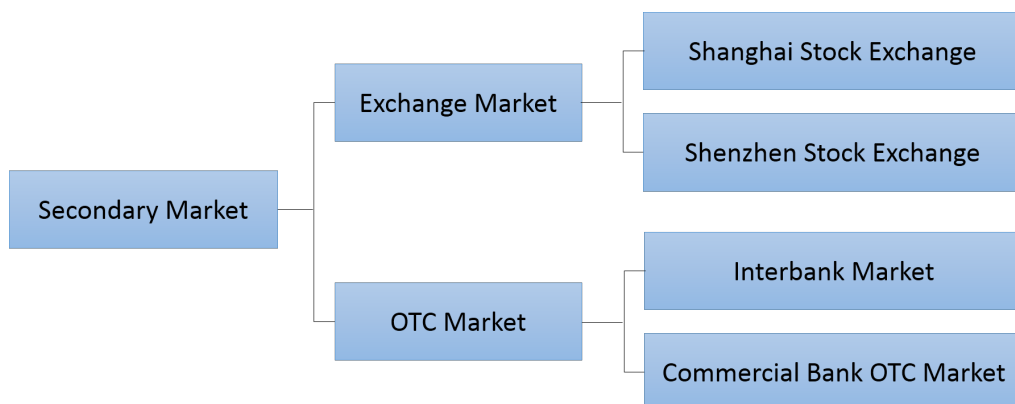 Secondary Market
Exchange Market
Shanghai Stock Exchange
Shenzhen Stock Exchange
OTC Market
Interbank Market
Commercial Bank OTC Market